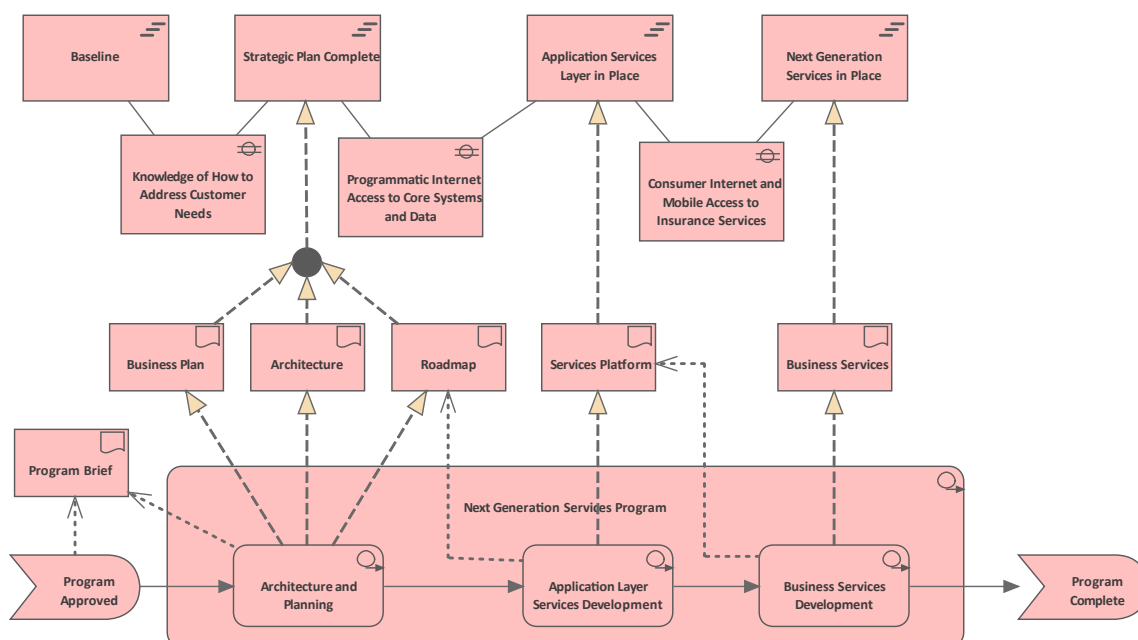 Baseline
Strategic Plan Complete
Application Services
Layer in Place
Next Generation
Services in Place
Knowledge of How to
Address Customer
Needs
Programmatic Internet
Access to Core Systems
and Data
Consumer Internet and
Mobile Access to
Insurance Services
Business Plan
Architecture
Roadmap
Services Platform
Business Services
Program Brief
Next Generation Services Program
Program
Approved
Architecture and
Planning
Application Layer
Services Development
Business Services
Development
Program
Complete